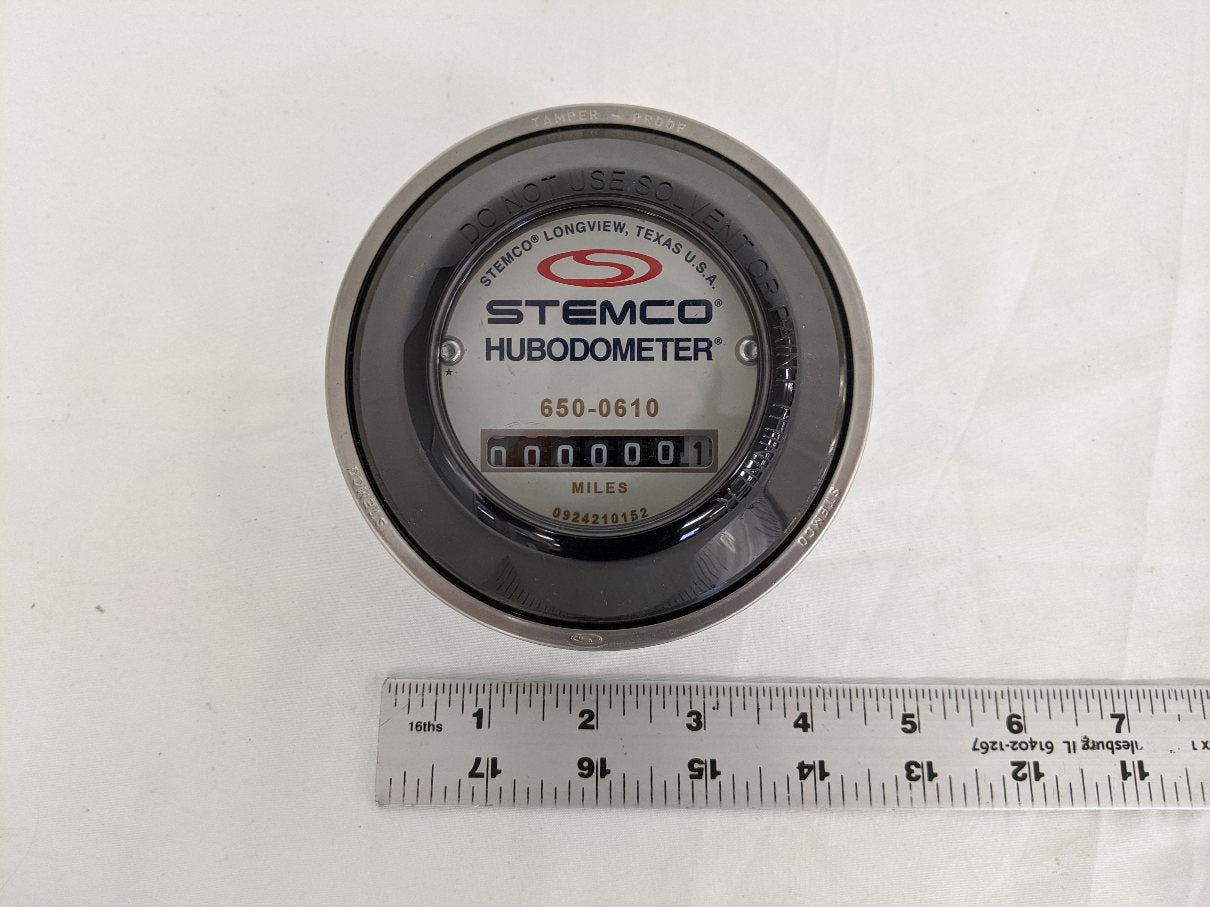 TAMPER - PROOF
DO NOT USE SOLVENT OR PAINT THINNER
STEMCO® LONGVIEW, TEXAS U.S.A.
STEMCO®
HUBODOMETER®
*
650-0610
0000001
MILES
0924210152
STEMCO
STEMCO
16ths 1 2 3 4 5 6 7
lesburg IL 61402-1267
17 16 15 14 13 12 11